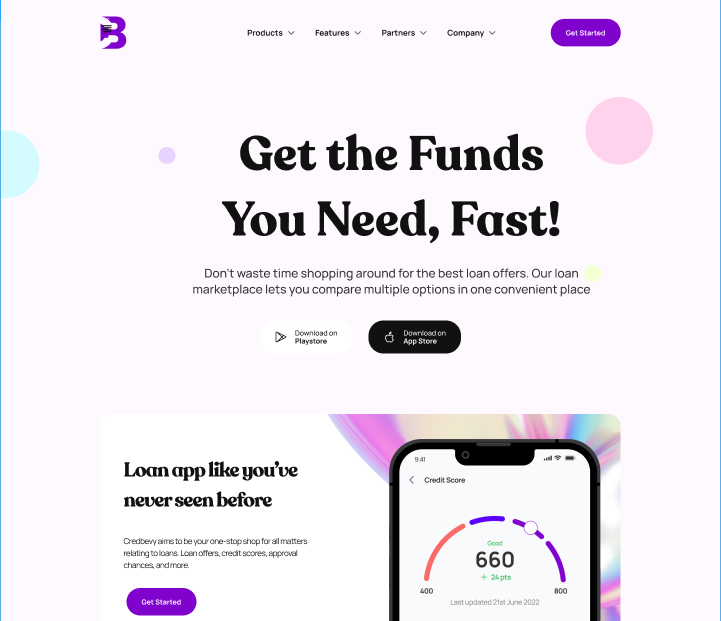 Products
Features
Partners
Company
Get Started
Get the Funds
You Need, Fast!
Don't waste time shopping around for the best loan offers. Our loan
marketplace lets you compare multiple options in one convenient place
Download on
Playstore
Download on
App Store
Loan app like you've
never seen before
Credbevy aims to be your one-stop shop for all matters
relating to loans. Loan offers, credit scores, approval
chances, and more.
Get Started
9:41
Credit Score
Good
660
+ 24 pts
400
800
Last updated 21st June 2022